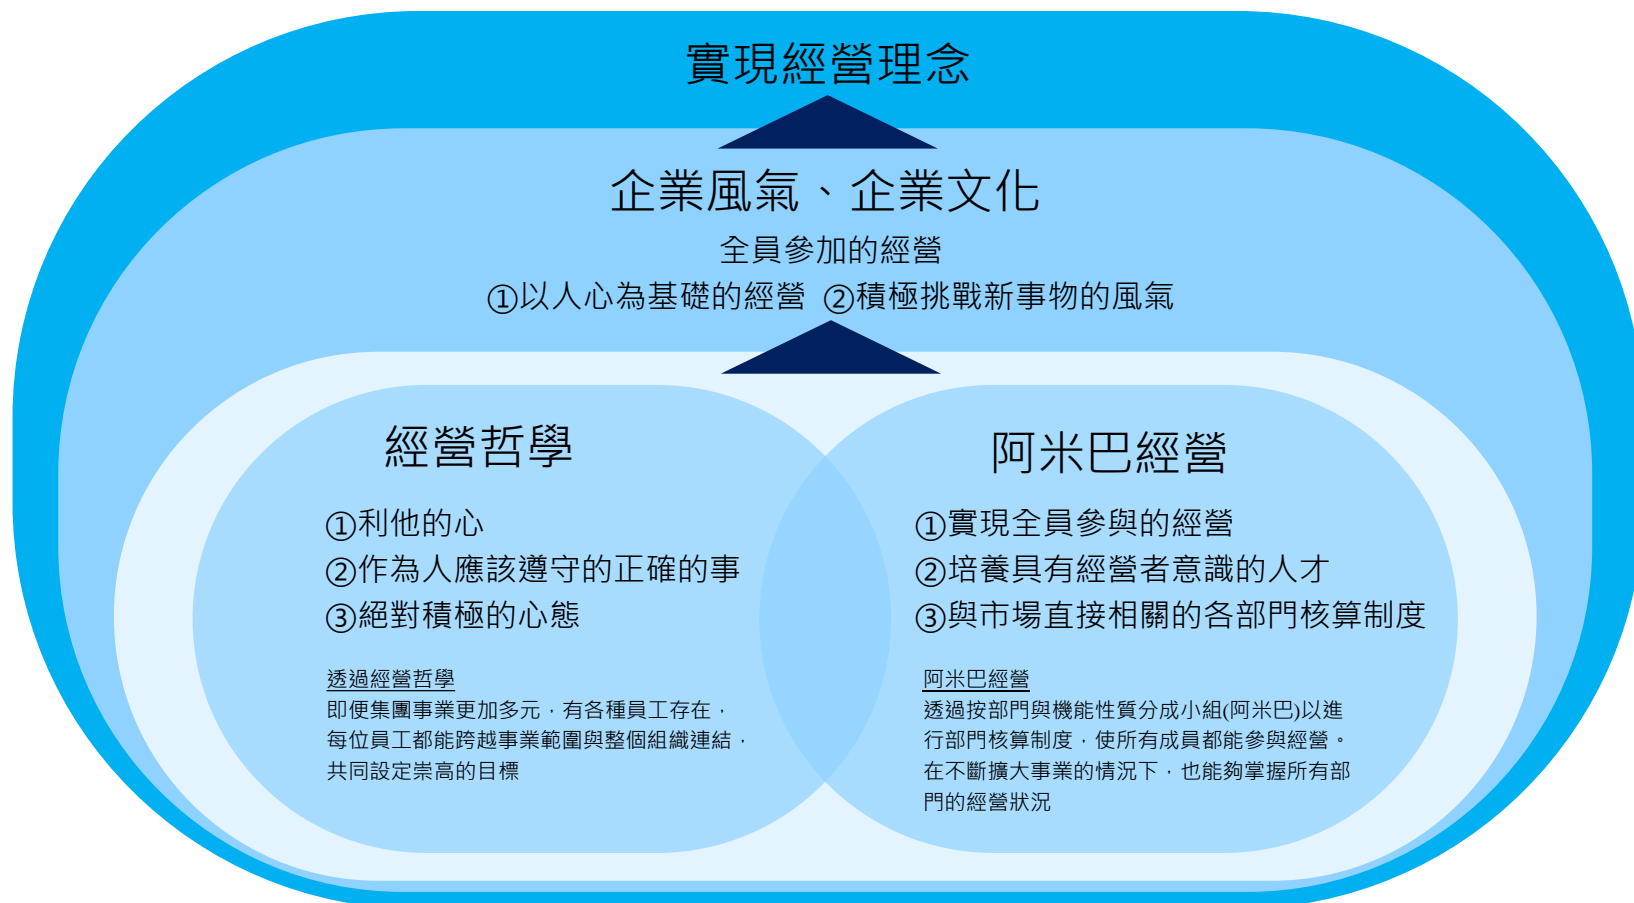 實現經營理念
企業風氣、企業文化
全員參加的經營
①以人心為基礎的經營 ②積極挑戰新事物的風氣
經營哲學
①利他的心
②作為人應該遵守的正確的事
③絕對積極的心態
透過經營哲學
即便集團事業更加多元，有各種員工存在，
每位員工都能跨越事業範圍與整個組織連結，
共同設定崇高的目標
阿米巴經營
①實現全員參與的經營
②培養具有經營者意識的人才
③與市場直接相關的各部門核算制度
阿米巴經營
透過按部門與機能性質分成小組(阿米巴)以進
行部門核算制度，使所有成員都能參與經營。
在不斷擴大事業的情況下，也能夠掌握所有部
門的經營狀況